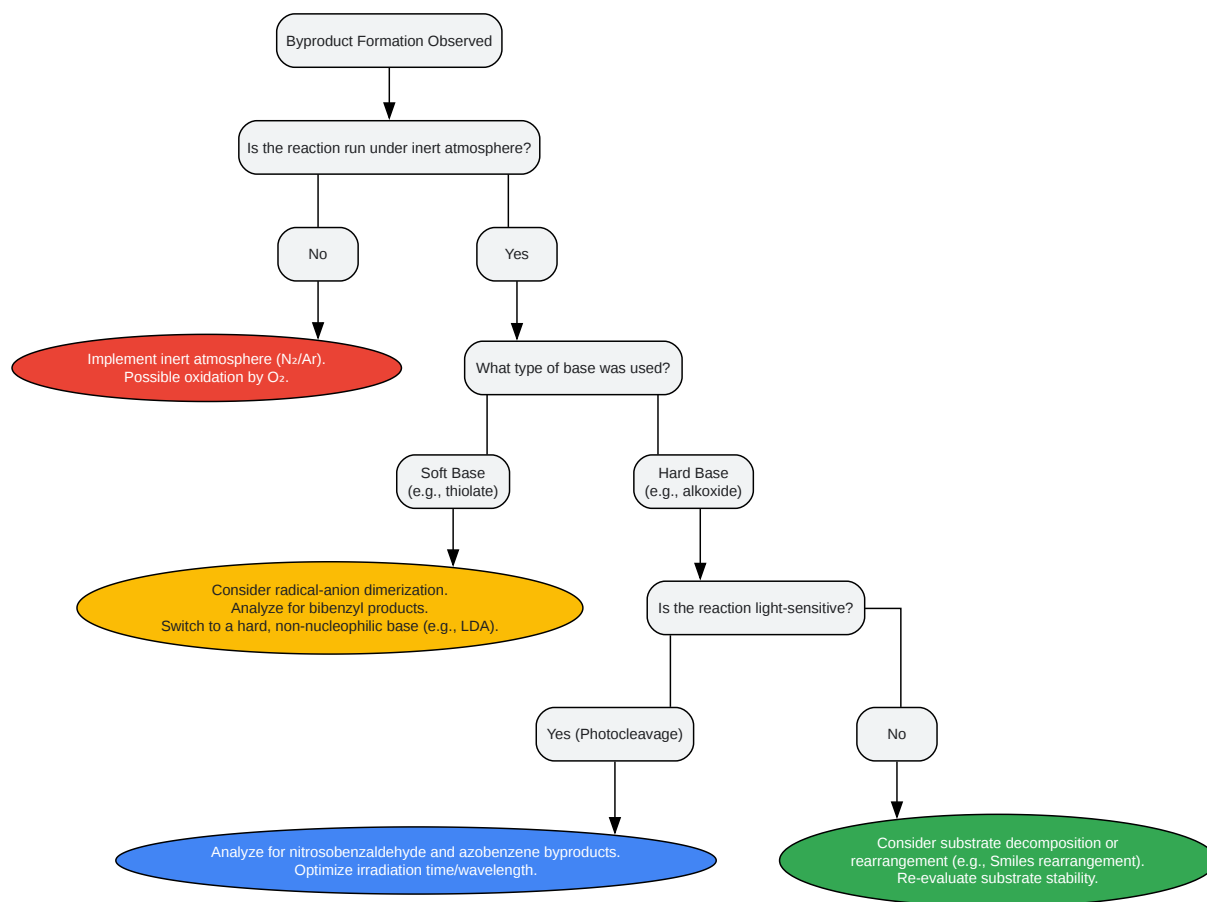 Byproduct Formation Observed
Is the reaction run under inert atmosphere?
No
Yes
Implement inert atmosphere (N₂/Ar).
Possible oxidation by O₂.
What type of base was used?
Soft Base
(e.g., thiolate)
Hard Base
(e.g., alkoxide)
Consider radical-anion dimerization.
Analyze for bibenzyl products.
Switch to a hard, non-nucleophilic base (e.g., LDA).
Is the reaction light-sensitive?
Yes (Photocleavage)
No
Analyze for nitrosobenzaldehyde and azobenzene byproducts.
Optimize irradiation time/wavelength.
Consider substrate decomposition or
rearrangement (e.g., Smiles rearrangement).
Re-evaluate substrate stability.